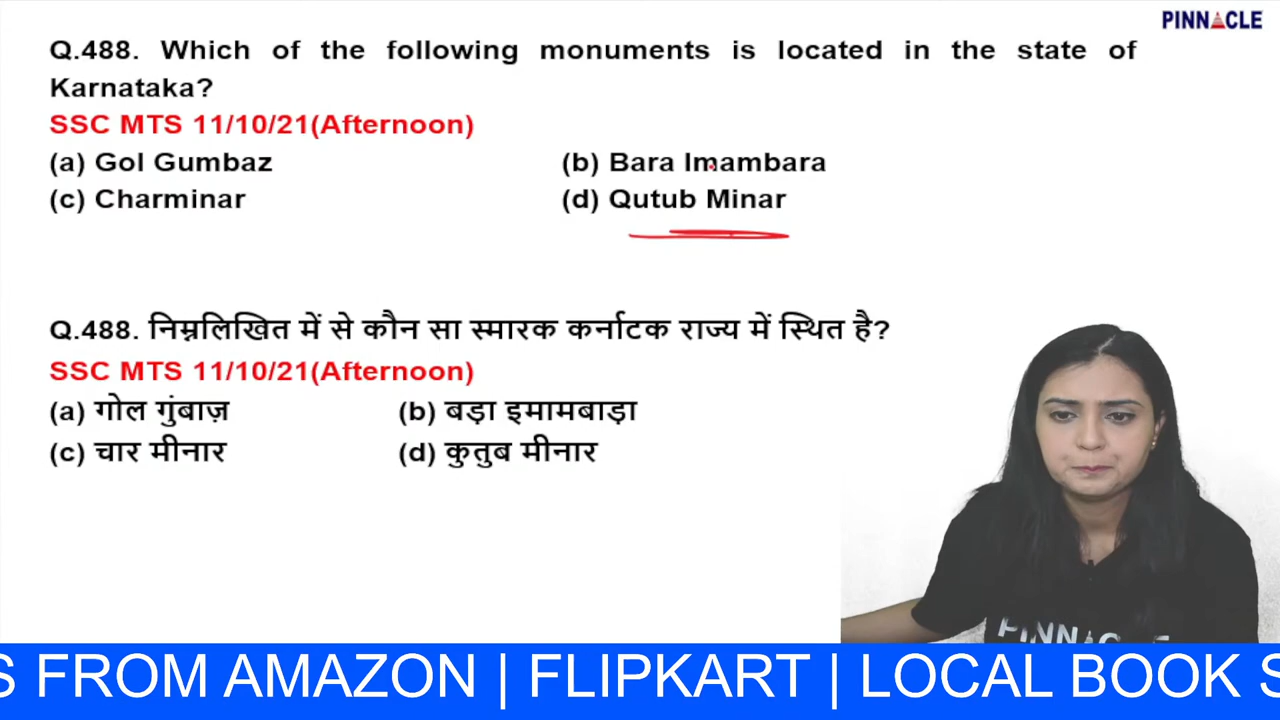 PINNACLE
Q.488. Which of the following monuments is located in the state of
Karnataka?
SSC MTS 11/10/21(Afternoon)
(a) Gol Gumbaz (b) Bara Imambara
(c) Charminar (d) Qutub Minar
Q.488. निम्नलिखित में से कौन सा स्मारक कर्नाटक राज्य में स्थित है?
SSC MTS 11/10/21(Afternoon)
(a) गोल गुंबाज़ (b) बड़ा इमामबाड़ा
(c) चार मीनार (d) कुतुब मीनार
PINNACLE
S FROM AMAZON | FLIPKART | LOCAL BOOK S